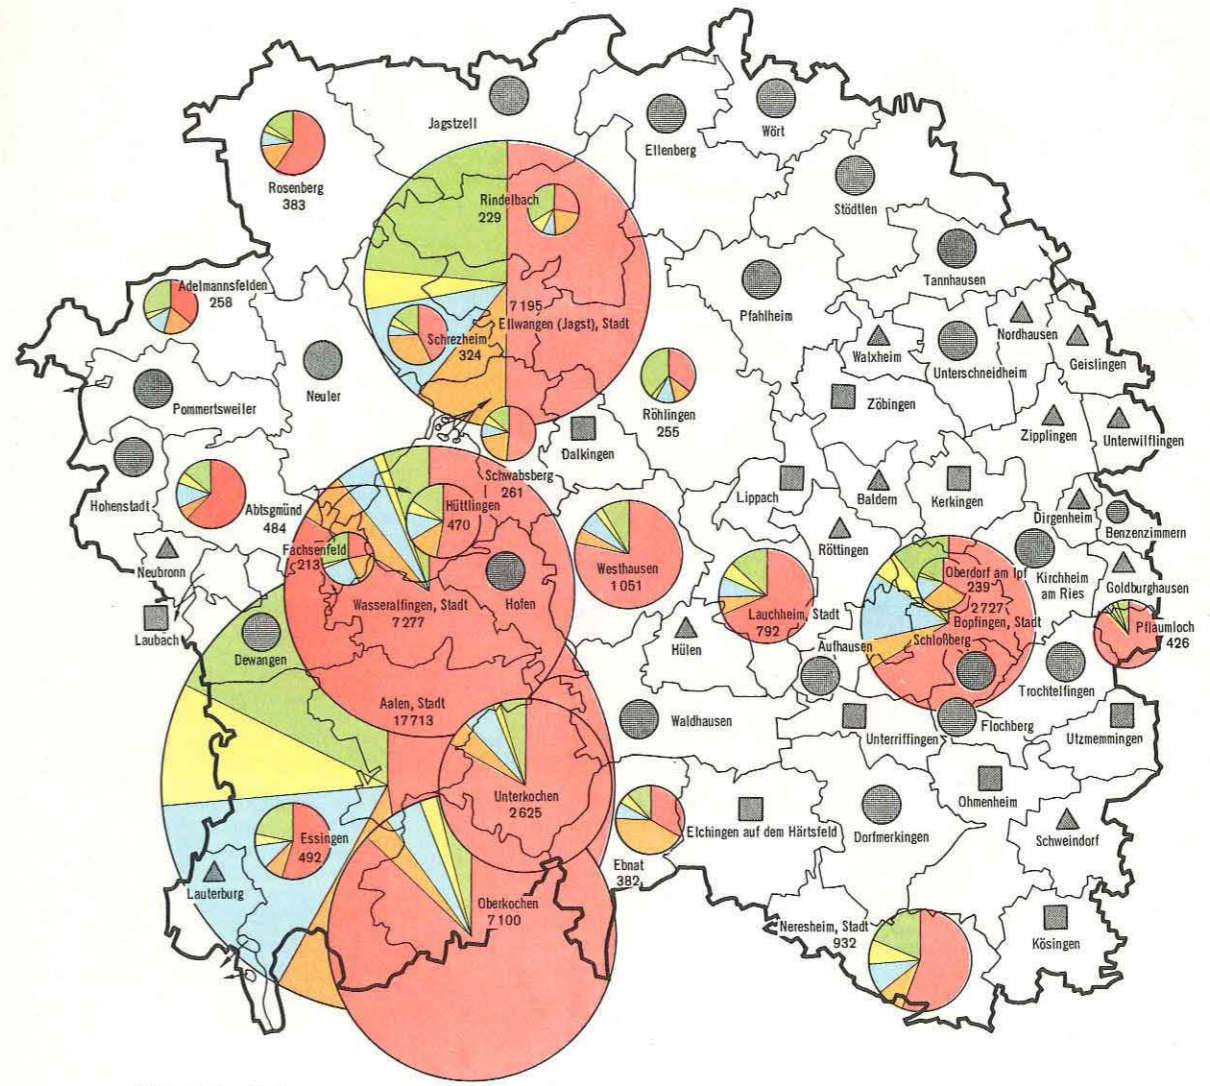 Jagstzell
Ellenberg
Wört
Rosenberg
383
Rindelbach
229
Stödtlen
Tannhausen
Adelmannsfelden
258
7195
Ellwangen (Jagst), Stadt
Schrezheim
324
Pfahlheim
Nordhausen
Walxheim
Unterschneidheim
Geislingen
Neuler
Pommertsweiler
Röhlingen
255
Zöbingen
Zipplingen
Unterwilflingen
Dalkingen
Schwabsberg
261
Hohenstadt
Abtsgmünd
484
Hüttlingen
470
Lippach
Baldern
Kerkingen
Dirgenheim
Benzenzimmern
Fachsenfeld
213
Röttingen
Neubronn
Westhausen
1051
Oberdorf am Ipf
239
Kirchheim
am Ries
Goldburghausen
Wasseralfingen, Stadt
7277
Hofen
Lauchheim, Stadt
792
2727
Bopfingen, Stadt
Pflaumloch
426
Laubach
Dewangen
Hülen
Aufhausen
Schloßberg
Trochtelfingen
Aalen, Stadt
17713
Waldhausen
Unterriffingen
Flochberg
Utzmemmingen
Unterkochen
2625
Ohmenheim
Essingen
492
Elchingen auf dem Härtsfeld
Dorfmerkingen
Schweindorf
Ebnat
382
Lauterburg
Oberkochen
7100
Neresheim, Stadt
932
Kösingen